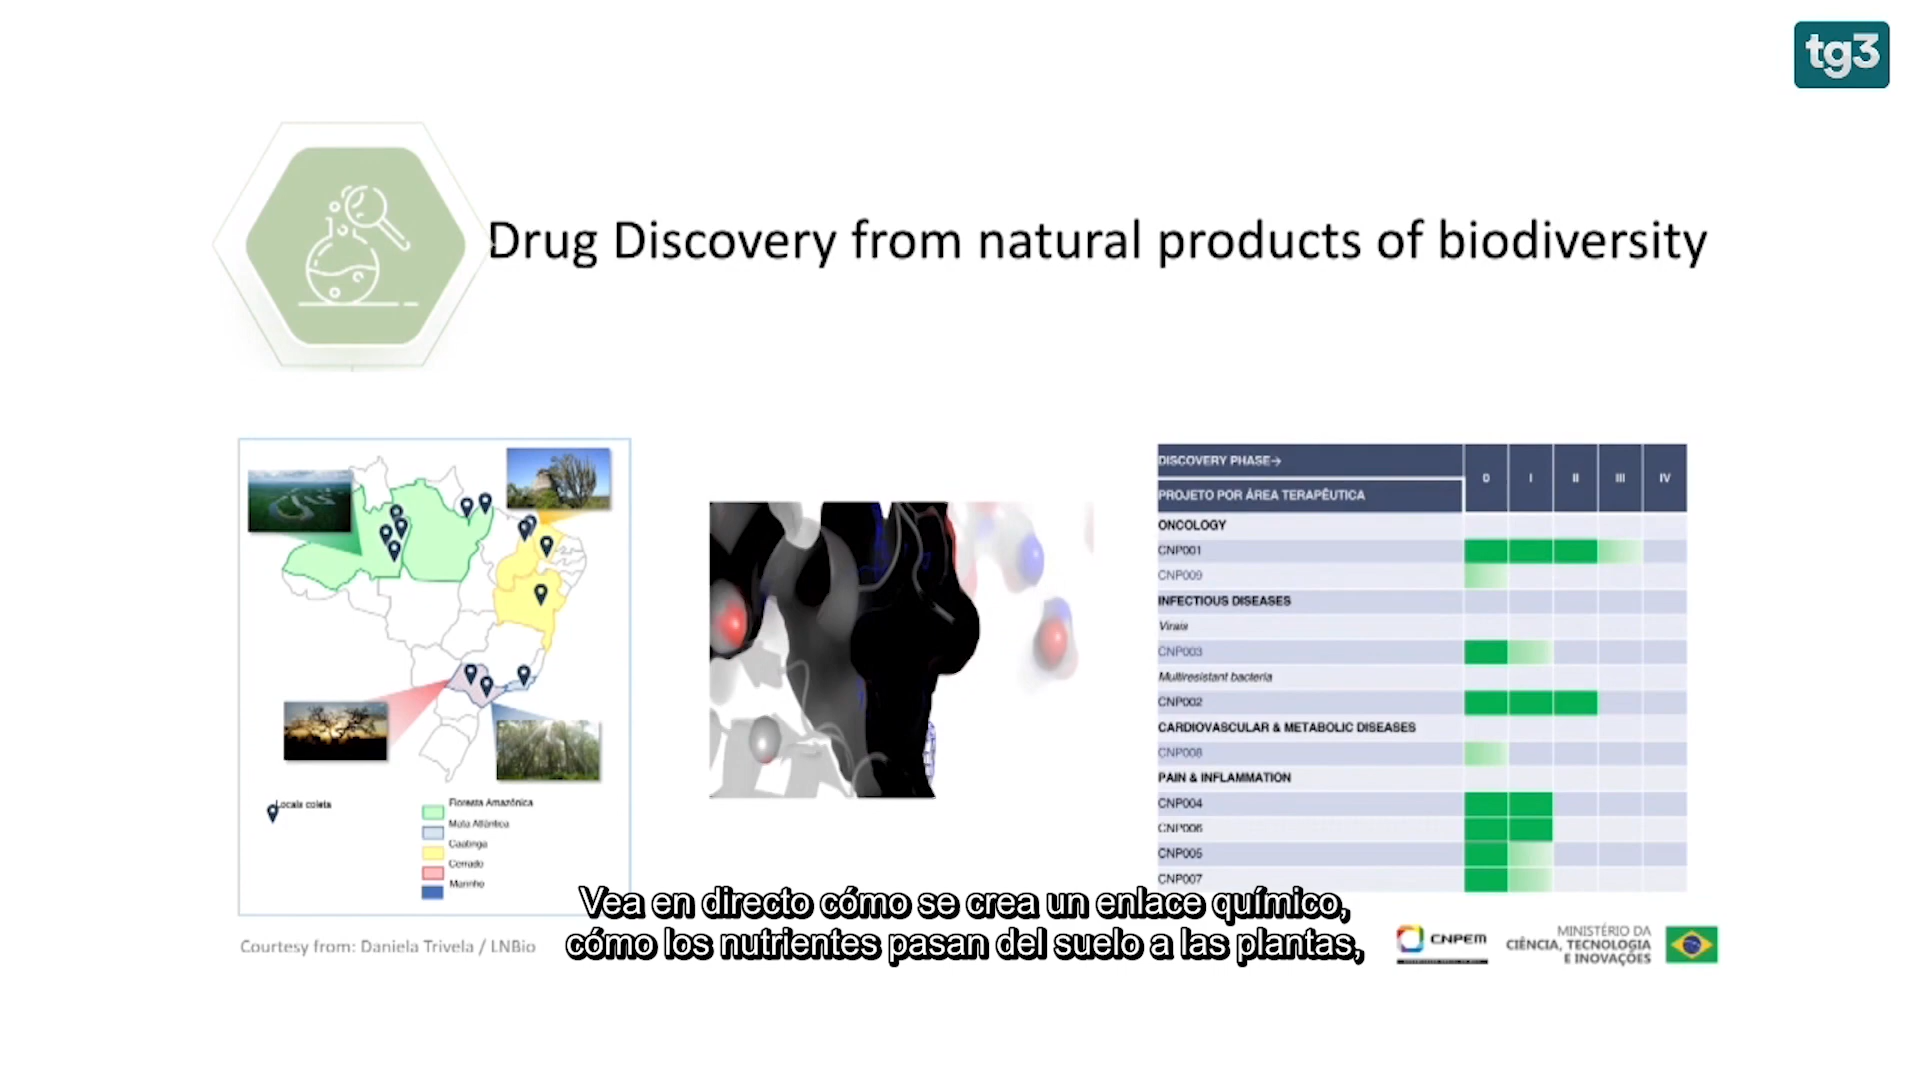 tg3
Drug Discovery from natural products of biodiversity
Locais coleta
Floresta Amazônica
Mata Atlântica
Caatinga
Cerrado
Marinho
Courtesy from: Daniela Trivela / LNBio
DISCOVERY PHASE→
0 I II III IV
PROJETO POR ÁREA TERAPÊUTICA
ONCOLOGY
CNP001
CNP009
INFECTIOUS DISEASES
Virais
CNP003
Multiresistant bacteria
CNP002
CARDIOVASCULAR & METABOLIC DISEASES
CNP008
PAIN & INFLAMMATION
CNP004
CNP006
CNP005
CNP007
Vea en directo cómo se crea un enlace químico,
cómo los nutrientes pasan del suelo a las plantas,
CNPEM
MINISTÉRIO DA
CIÊNCIA, TECNOLOGIA
E INOVAÇÕES